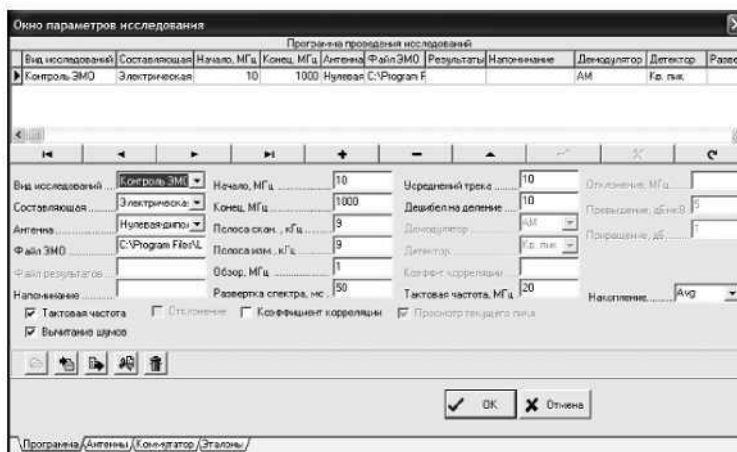 Окно параметров исследования
Программа проведения исследований
Вид исследований Составляющая Начало, МГц Конец, МГц Антенна Файл ЭМО Результаты Напоминание Демодулятор Детектор Разве
Контроль ЭМО Электрическая 10 1000 Нулевая C:\Program F АМ Кв. пик
Вид исследований Контроль ЭМО Начало, МГц 10 Усреднений трека 10 Отклонение, МГц
Составляющая Электрическа Конец, МГц 1000 Децибел на деление 10 Превышение, дБ 5
Антенна Нулевая-дипо Полоса скан., кГц 9 Демодулятор АМ Приращение, дБ 1
Файл ЭМО C:\Program Files\L Полоса изм., кГц 9 Детектор Кв. пик
Файл результатов Обзор, МГц 1 Коэфф-т корреляции
Напоминание Развертка спектра, мс 50 Тактовая частота, МГц 20 Накопление Avg
Тактовая частота Отклонение Коэффициент корреляции Просмотр текущего пика
Вычитание шумов
OK Отмена
Программа Антенны Коммутатор Эталоны